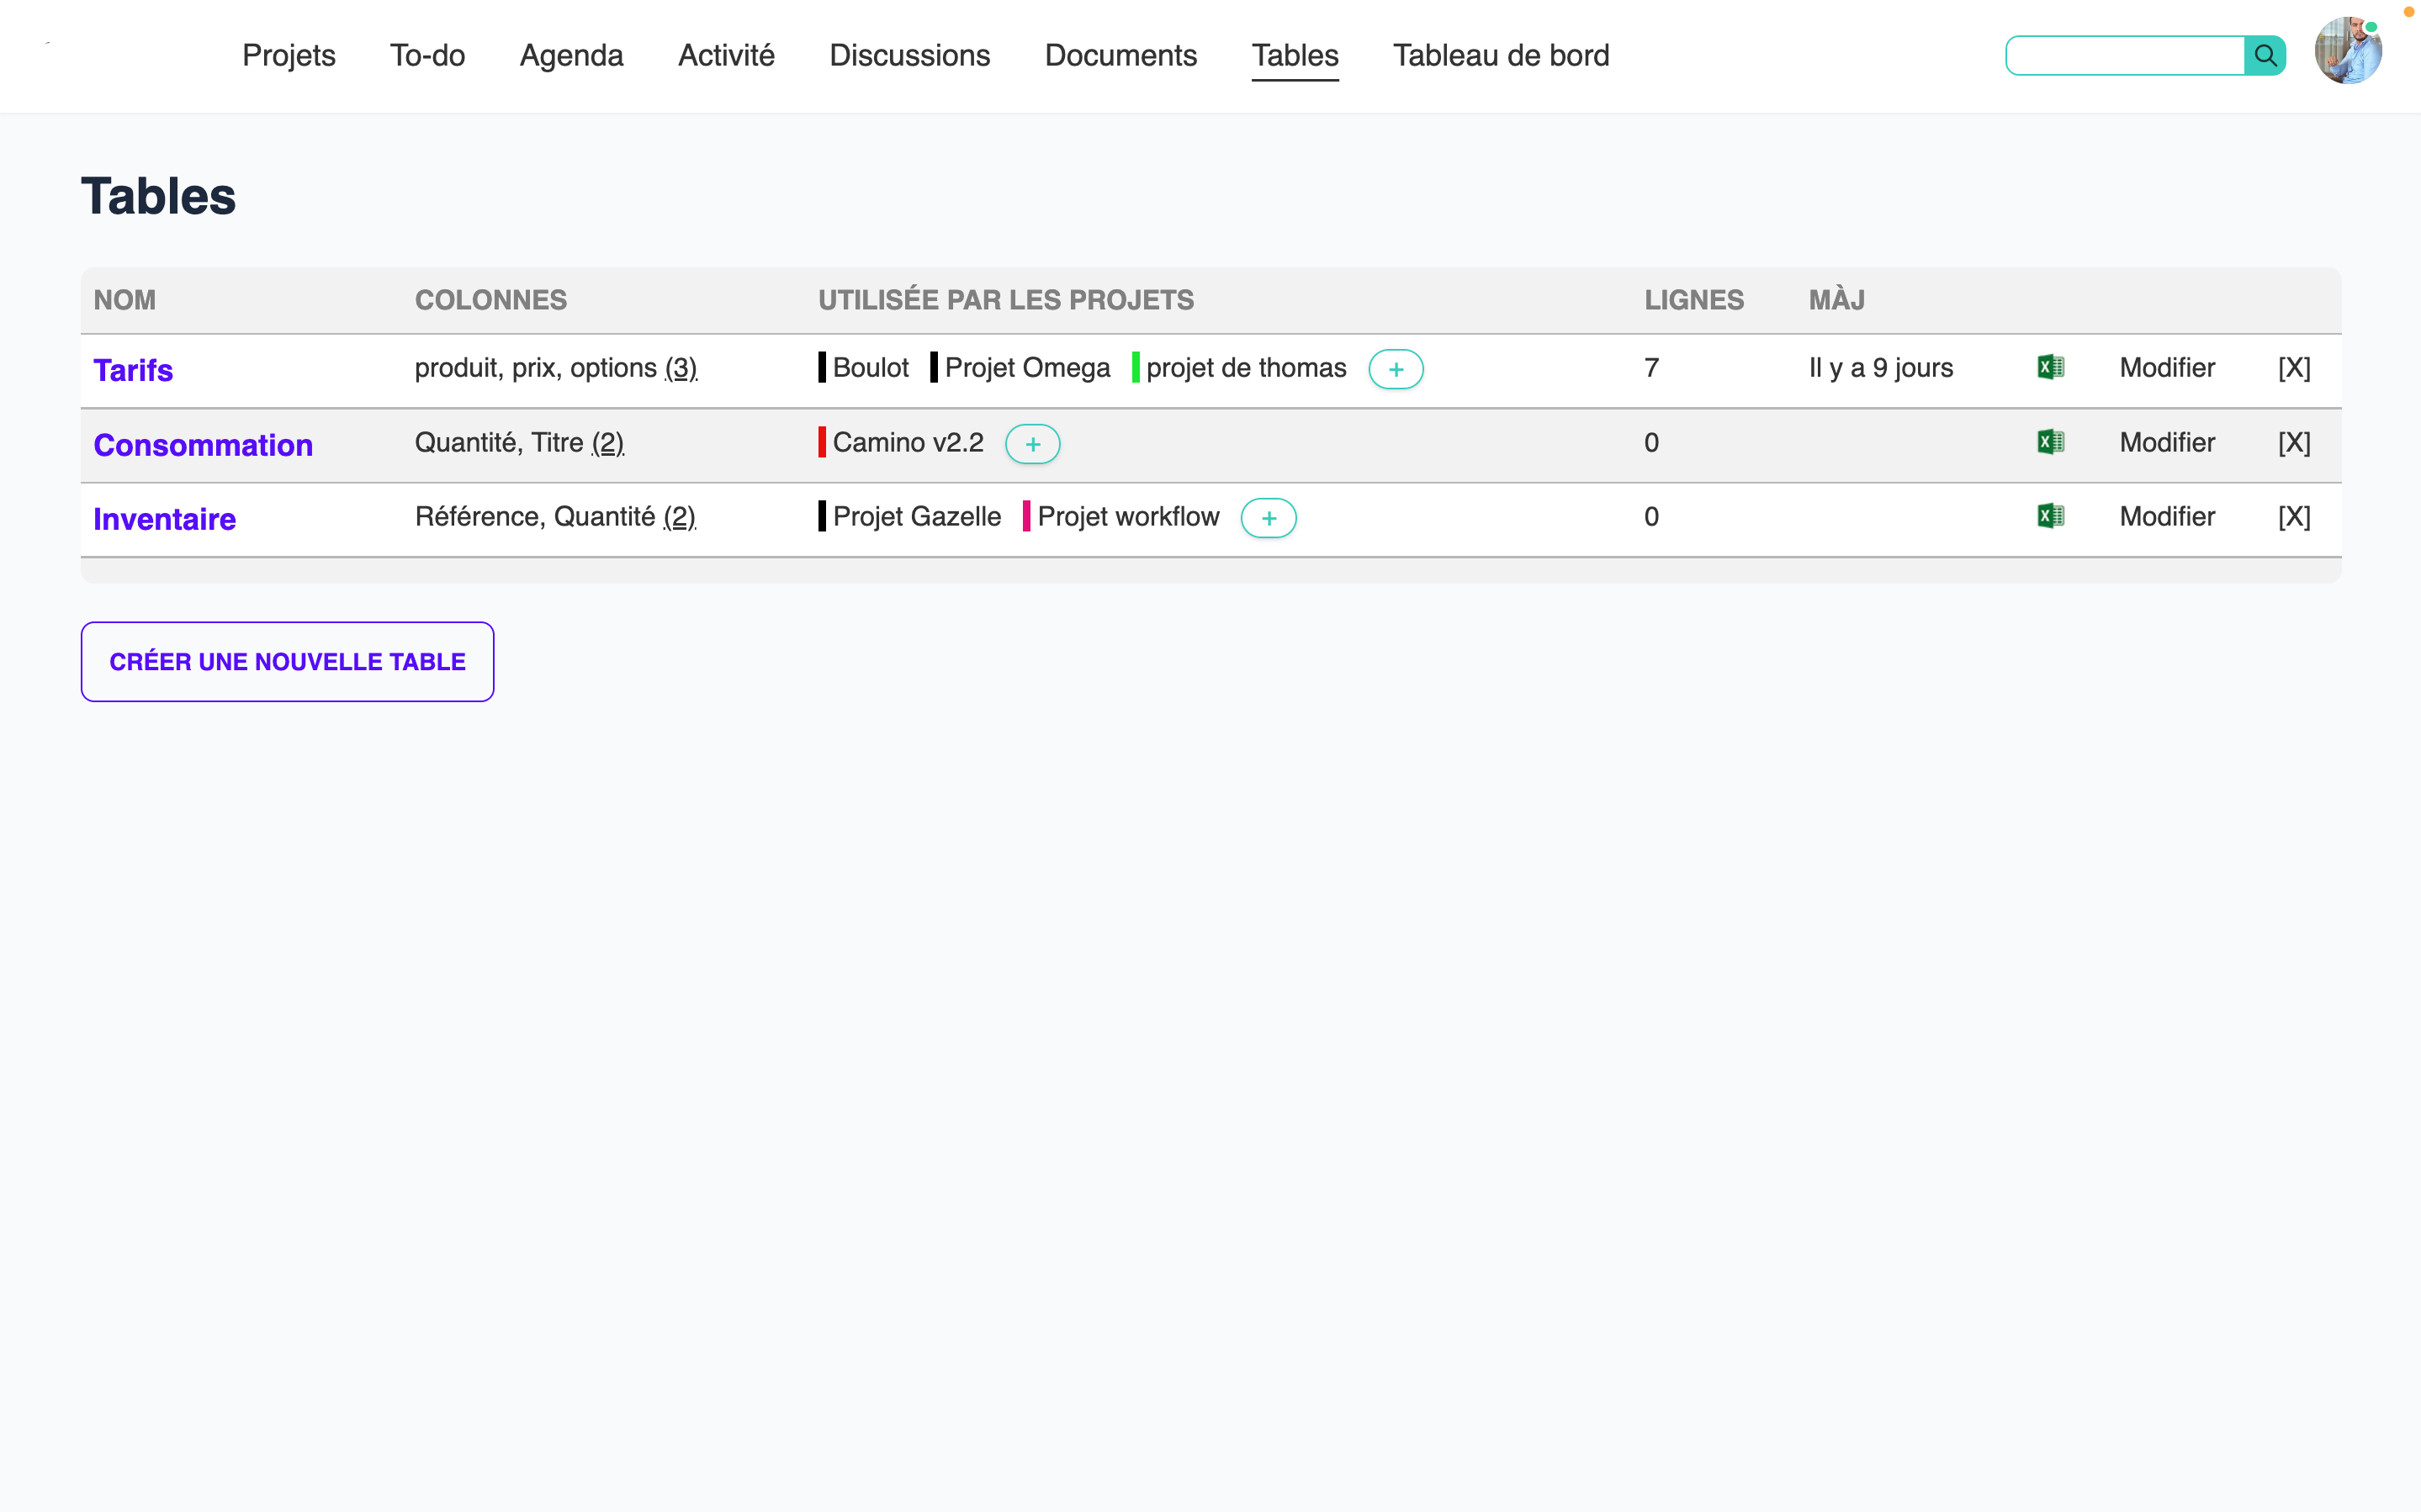 Projets To-do Agenda Activité Discussions Documents Tables Tableau de bord
Tables
NOM COLONNES UTILISÉE PAR LES PROJETS LIGNES MÀJ
Tarifs produit, prix, options (3) Boulot Projet Omega projet de thomas + 7 Il y a 9 jours Modifier [X]
Consommation Quantité, Titre (2) Camino v2.2 + 0 Modifier [X]
Inventaire Référence, Quantité (2) Projet Gazelle Projet workflow + 0 Modifier [X]
CRÉER UNE NOUVELLE TABLE